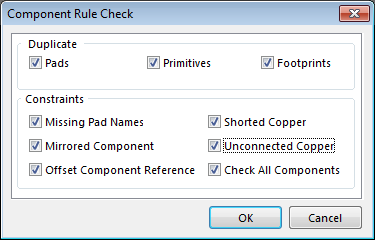 Component Rule Check
Duplicate
Pads Primitives Footprints
Constraints
Missing Pad Names Shorted Copper
Mirrored Component Unconnected Copper
Offset Component Reference Check All Components
OK Cancel